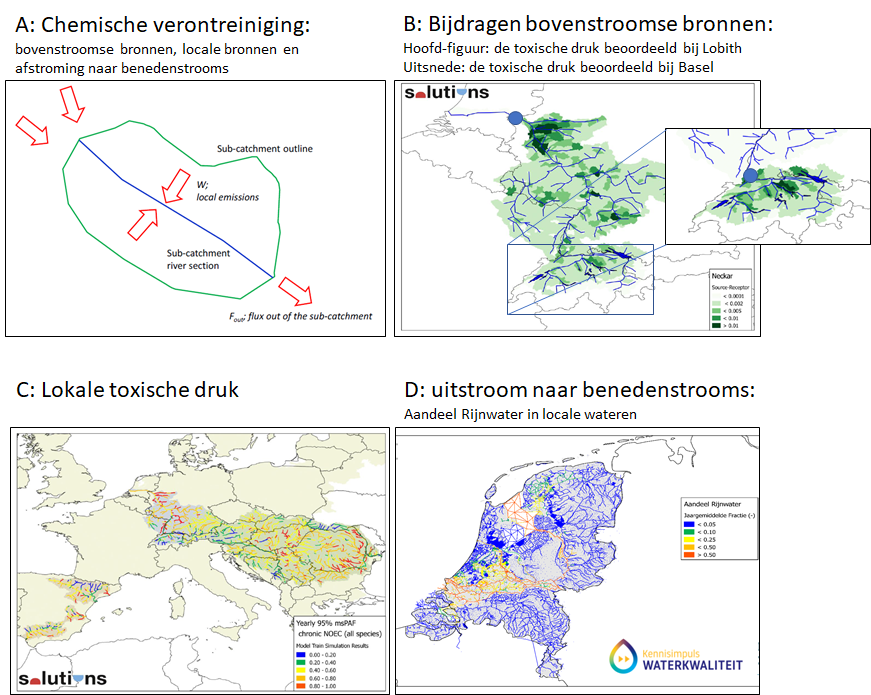 A: Chemische verontreiniging:
bovenstroomse bronnen, locale bronnen en
afstroming naar benedenstrooms
Sub-catchment outline
W;
local emissions
Sub-catchment
river section
Fout; flux out of the sub-catchment
B: Bijdragen bovenstroomse bronnen:
Hoofd-figuur: de toxische druk beoordeeld bij Lobith
Uitsnede: de toxische druk beoordeeld bij Basel
solutions
Neckar
Source-Receptor
< 0.0001
< 0.002
< 0.005
< 0.01
> 0.01
C: Lokale toxische druk
Yearly 95% msPAF
chronic NOEC (all species)
Model Train Simulation Results
0.00 - 0.20
0.20 - 0.40
0.40 - 0.60
0.60 - 0.80
0.80 - 1.00
solutions
D: uitstroom naar benedenstrooms:
Aandeel Rijnwater in locale wateren
Aandeel Rijnwater
Jaargemiddelde Fractie (-)
< 0.05
< 0.10
< 0.25
< 0.50
> 0.50
Kennisimpuls
WATERKWALITEIT